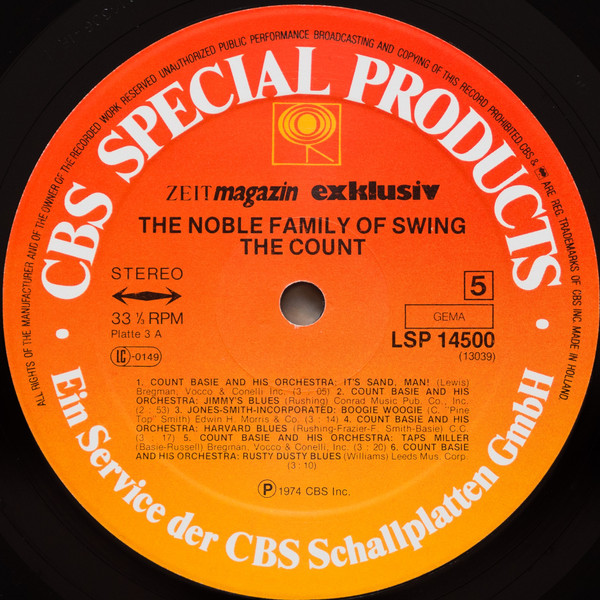 ALL RIGHTS OF THE MANUFACTURER AND OF THE OWNER OF THE RECORDED WORK RESERVED UNAUTHORIZED PUBLIC PERFORMANCE BROADCASTING AND COPYING OF THIS RECORD PROHIBITED CBS & ARE REG. TRADEMARKS OF CBS INC. MADE IN HOLLAND
CBS SPECIAL PRODUCTS
ZEITmagazin exklusiv
THE NOBLE FAMILY OF SWING
THE COUNT
STEREO
33 ⅓ RPM
Platte 3 A
LC-0149
5
GEMA
LSP 14500
(13039)
1. COUNT BASIE AND HIS ORCHESTRA: IT'S SAND, MAN! (Lewis)
Bregman, Vocco & Conelli Inc. (3 : 05) 2. COUNT BASIE AND HIS
ORCHESTRA: JIMMY'S BLUES (Rushing) Conrad Music Pub. Co., Inc.
(2 : 53) 3. JONES-SMITH-INCORPORATED: BOOGIE WOOGIE (C. "Pine
Top" Smith) Edwin H. Morris & Co. (3 : 14) 4. COUNT BASIE AND HIS
ORCHESTRA: HARVARD BLUES (Rushing-Frazier-F. Smith-Basie) C.C.
(3 : 17) 5. COUNT BASIE AND HIS ORCHESTRA: TAPS MILLER
(Basie-Russell) Bregman, Vocco & Conelli Inc. (3 : 20) 6. COUNT BASIE
AND HIS ORCHESTRA: RUSTY DUSTY BLUES (Williams) Leeds Mus. Corp.
(3 : 10)
Ⓟ 1974 CBS Inc.
Ein Service der CBS Schallplatten GmbH